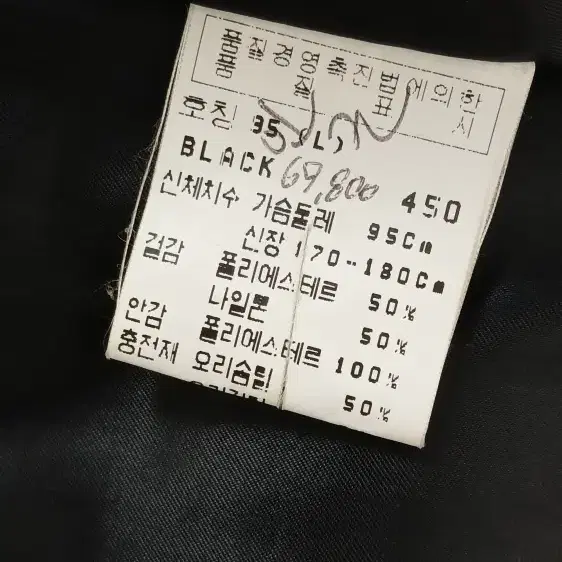 품질경영촉진법에의한
품질표시
호칭 95(L)
BLACK 69,800 450
신체치수 가슴둘레 95Cm
신장 170-180Cm
겉감 폴리에스테르 50%
나일론 50%
안감 폴리에스테르 100%
충전재 오리솜털 50%